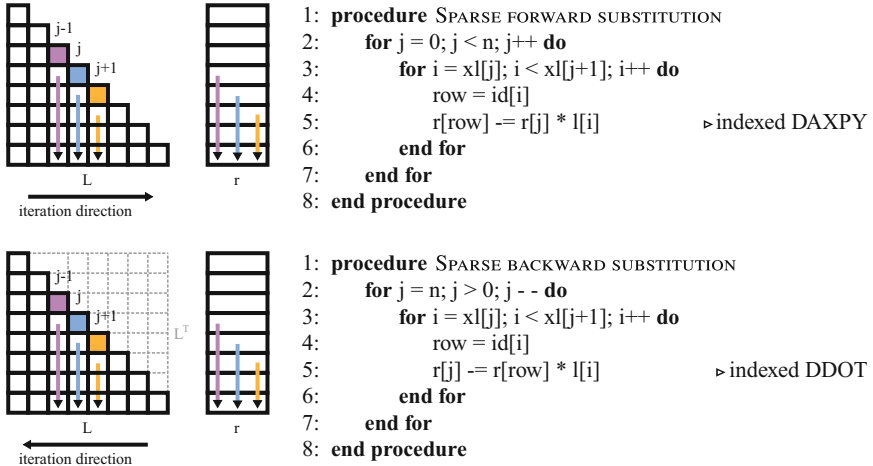 j-1
j
j+1
L
r
iteration direction
1: procedure SPARSE FORWARD SUBSTITUTION
2: for j = 0; j < n; j++ do
3: for i = xl[j]; i < xl[j+1]; i++ do
4: row = id[i]
5: r[row] -= r[j] * l[i] ▹ indexed DAXPY
6: end for
7: end for
8: end procedure
j-1
j
j+1
L^T
L
r
iteration direction
1: procedure SPARSE BACKWARD SUBSTITUTION
2: for j = n; j > 0; j - - do
3: for i = xl[j]; i < xl[j+1]; i++ do
4: row = id[i]
5: r[j] -= r[row] * l[i] ▹ indexed DDOT
6: end for
7: end for
8: end procedure